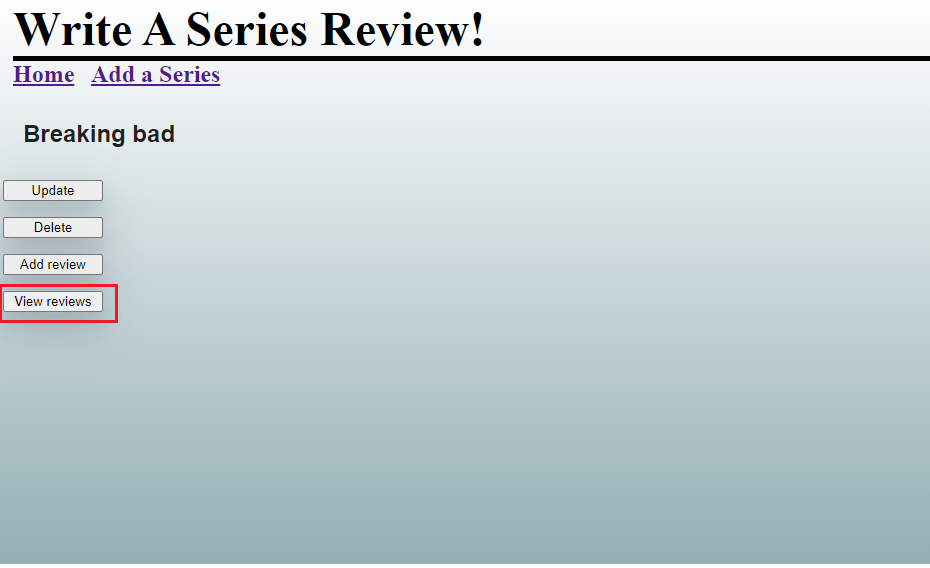 Write A Series Review!
Home Add a Series
Breaking bad
Update
Delete
Add review
View reviews